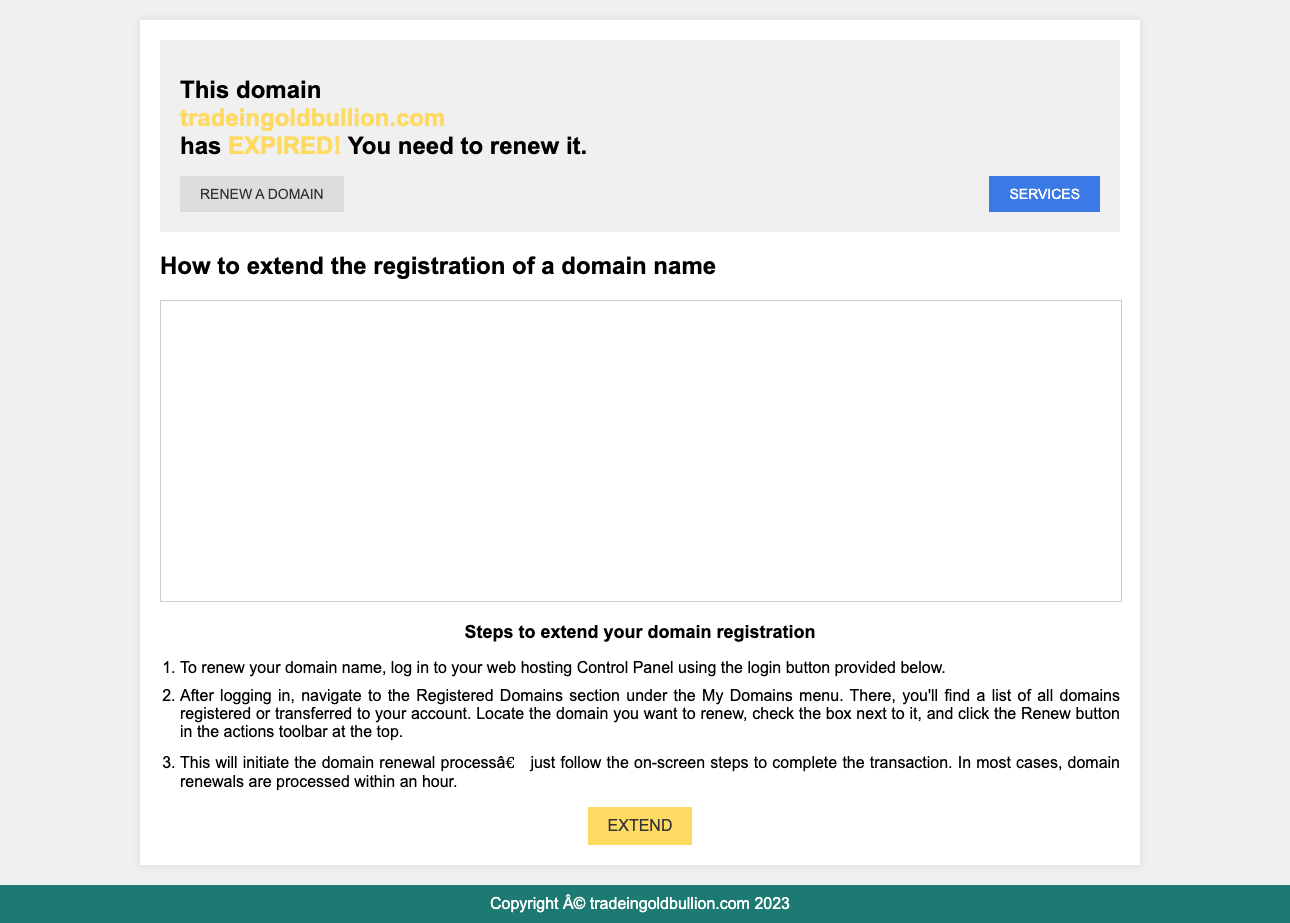 This domain
tradeingoldbullion.com
has EXPIRED! You need to renew it.
RENEW A DOMAIN
SERVICES
How to extend the registration of a domain name
Steps to extend your domain registration
1. To renew your domain name, log in to your web hosting Control Panel using the login button provided below.
2. After logging in, navigate to the Registered Domains section under the My Domains menu. There, you'll find a list of all domains
registered or transferred to your account. Locate the domain you want to renew, check the box next to it, and click the Renew button
in the actions toolbar at the top.
3. This will initiate the domain renewal processâ€ just follow the on-screen steps to complete the transaction. In most cases, domain
renewals are processed within an hour.
EXTEND
Copyright Â© tradeingoldbullion.com 2023